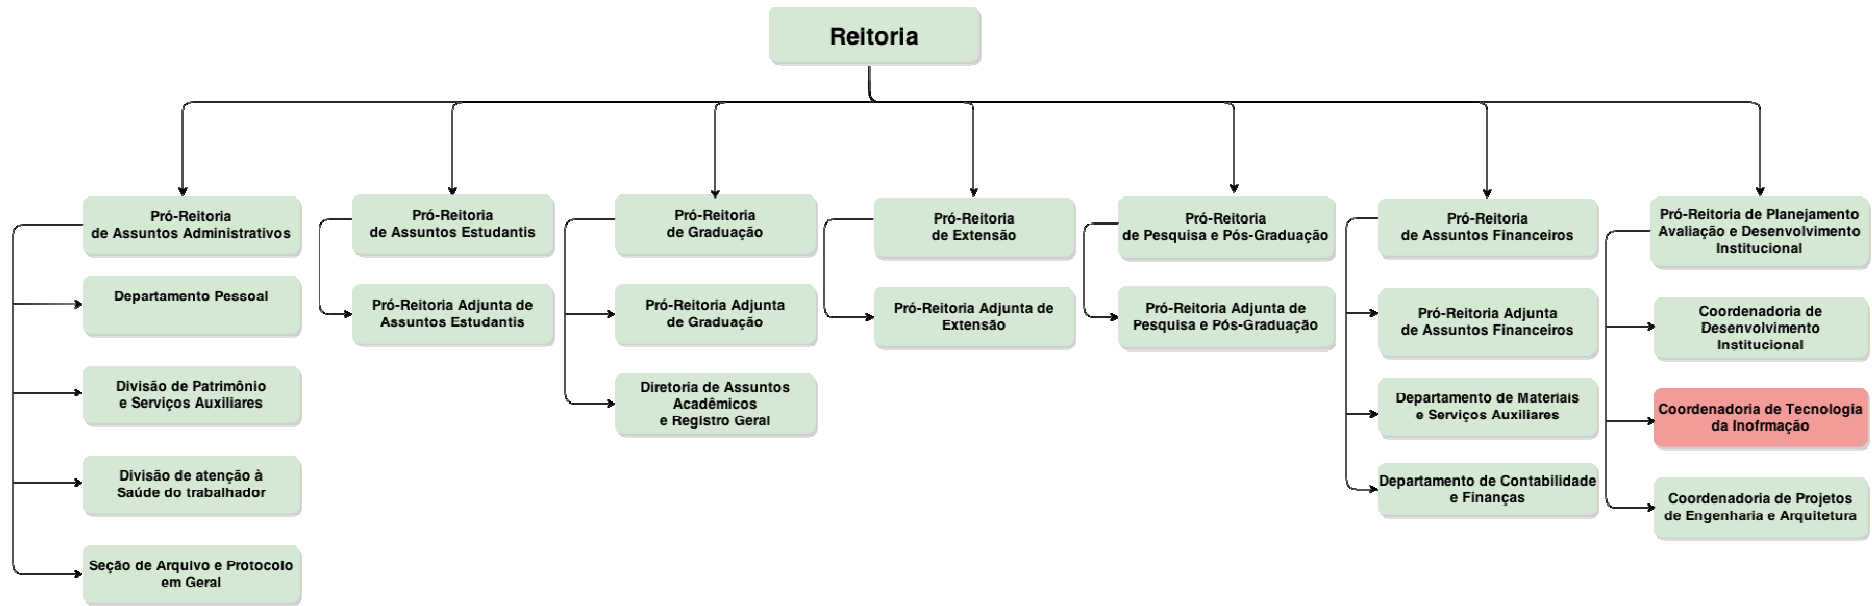 Reitoria
Pró-Reitoria
de Assuntos Administrativos
Departamento Pessoal
Divisão de Patrimônio
e Serviços Auxiliares
Divisão de atenção à
Saúde do trabalhador
Seção de Arquivo e Protocolo
em Geral
Pró-Reitoria
de Assuntos Estudantis
Pró-Reitoria Adjunta de
Assuntos Estudantis
Pró-Reitoria
de Graduação
Pró-Reitoria Adjunta
de Graduação
Diretoria de Assuntos
Acadêmicos
e Registro Geral
Pró-Reitoria
de Extensão
Pró-Reitoria Adjunta de
Extensão
Pró-Reitoria
de Pesquisa e Pós-Graduação
Pró-Reitoria Adjunta de
Pesquisa e Pós-Graduação
Pró-Reitoria
de Assuntos Financeiros
Pró-Reitoria Adjunta
de Assuntos Financeiros
Departamento de Materiais
e Serviços Auxiliares
Departamento de Contabilidade
e Finanças
Pró-Reitoria de Planejamento
Avaliação e Desenvolvimento
Institucional
Coordenadoria de
Desenvolvimento
Institucional
Coordenadoria de Tecnologia
da Inofrmação
Coordenadoria de Projetos
de Engenharia e Arquitetura